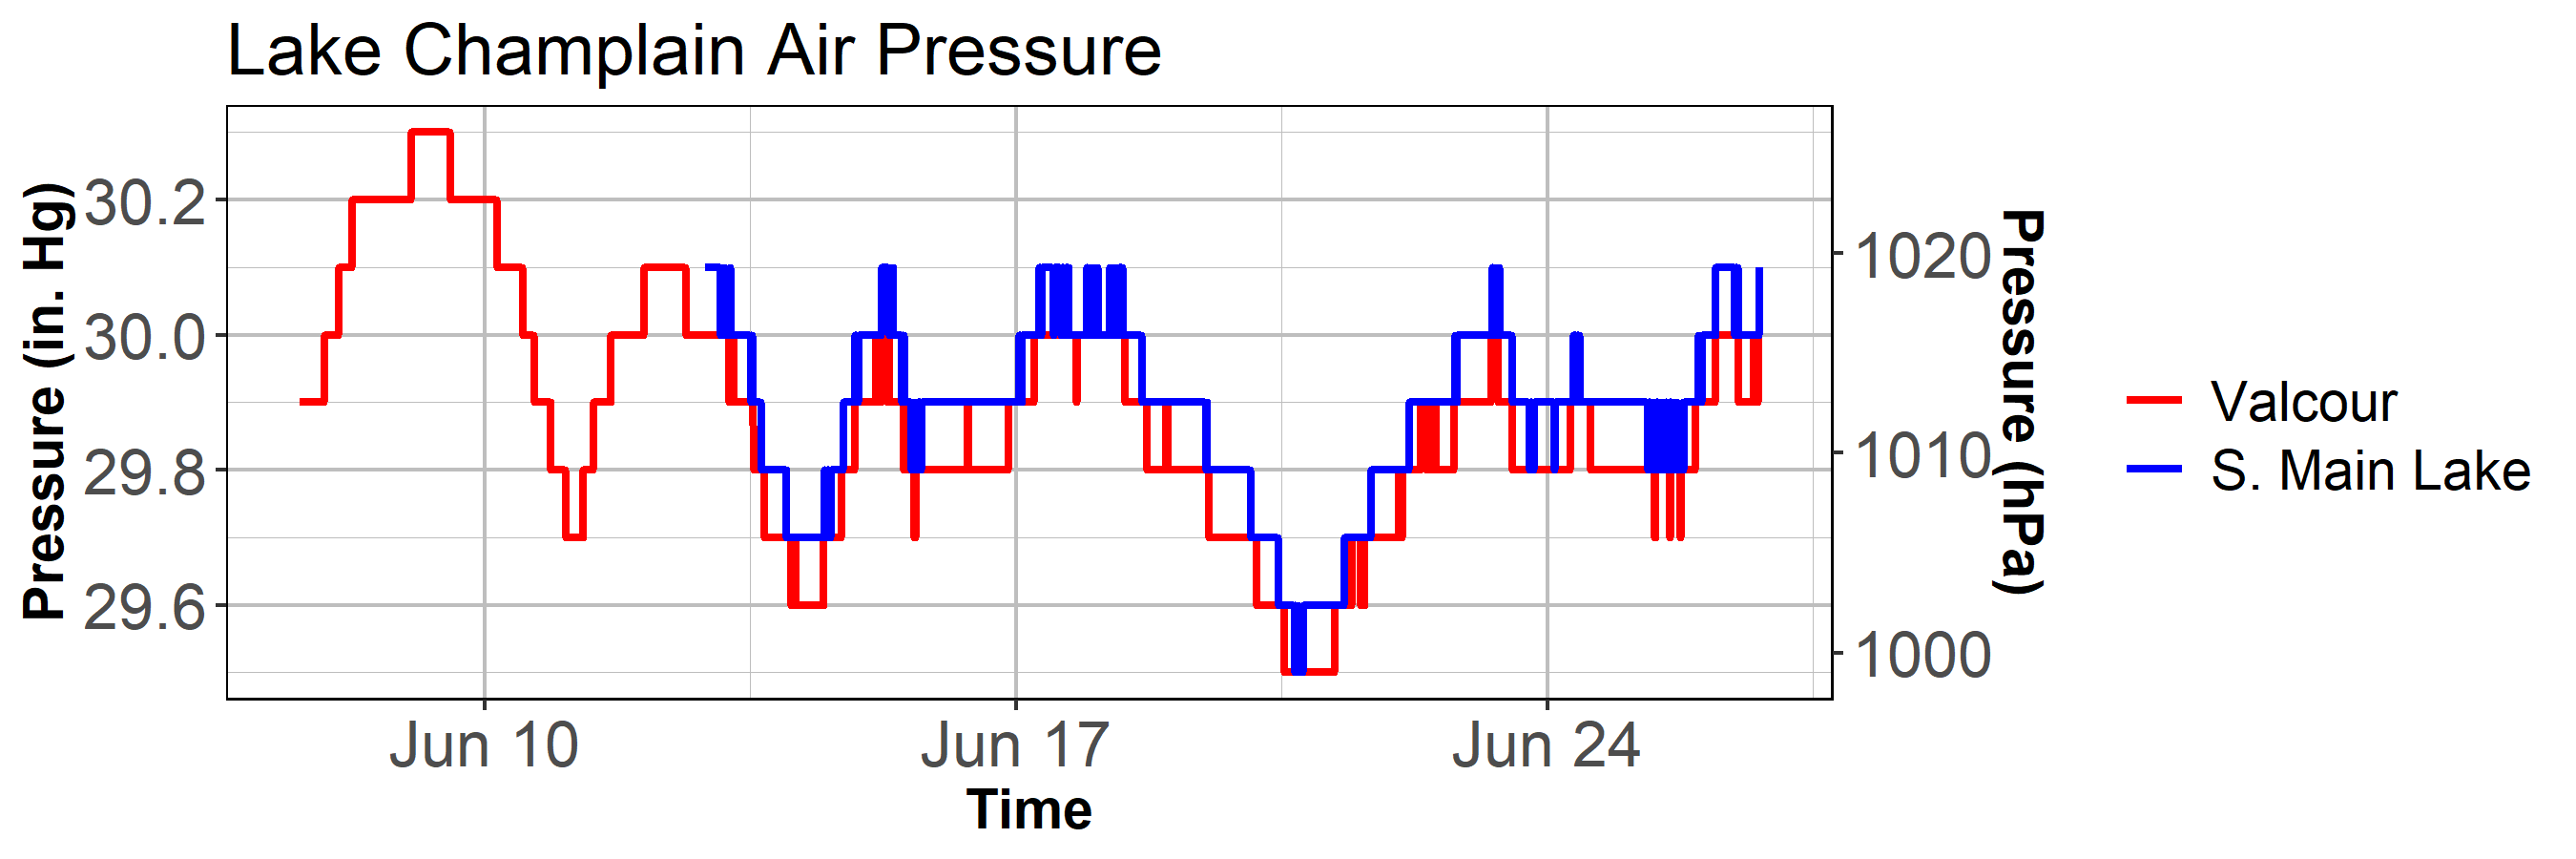 Lake Champlain Air Pressure
Pressure (in. Hg)
30.2
30.0
29.8
29.6
1020
1010
1000
Pressure (hPa)
Jun 10
Jun 17
Jun 24
Time
Valcour
S. Main Lake